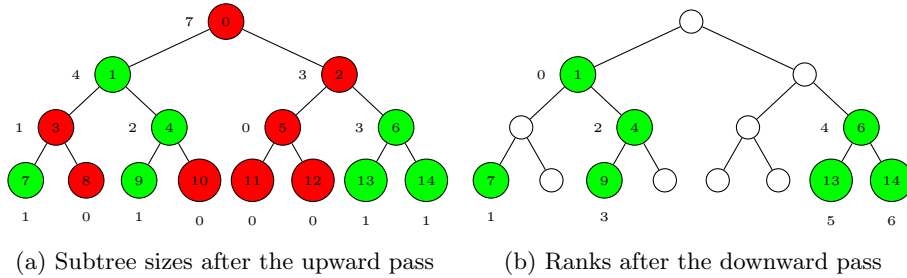 7 0
4 1 3 2 0 1
1 3 2 4 0 5 3 6 2 4 4 6
7 8 9 10 11 12 13 14 7 9 13 14
1 0 1 0 0 0 1 1 1 3 5 6
(a) Subtree sizes after the upward pass (b) Ranks after the downward pass